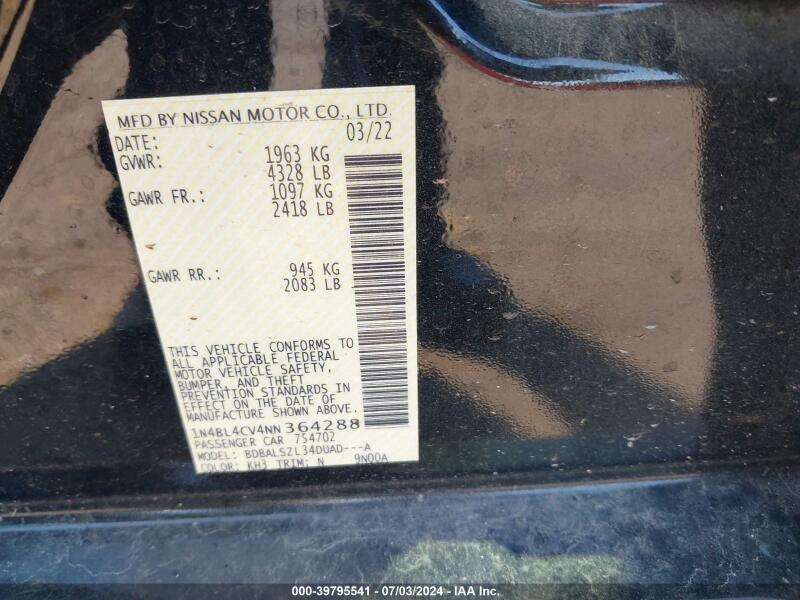 MFD BY NISSAN MOTOR CO., LTD.
DATE: 03/22
GVWR: 1963 KG
4328 LB
GAWR FR.: 1097 KG
2418 LB
GAWR RR.: 945 KG
2083 LB
THIS VEHICLE CONFORMS TO
ALL APPLICABLE FEDERAL
MOTOR VEHICLE SAFETY,
BUMPER, AND THEFT
PREVENTION STANDARDS IN
EFFECT ON THE DATE OF
MANUFACTURE SHOWN ABOVE.
1N4BL4CV4NN364288
PASSENGER CAR 754702
MODEL: BDBALSZL34DUAD---A
COLOR: KH3 TRIM: N 9N00A
000-39795541 - 07/03/2024 - IAA Inc.